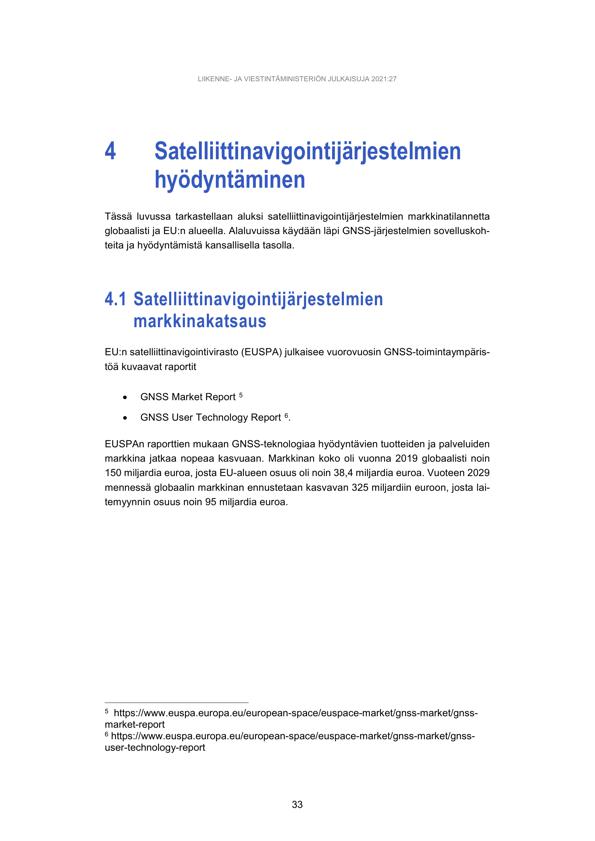 LIIKENNE- JA VIESTINTÄMINISTERIÖN JULKAISUJA 2021:27
4 Satelliittinavigointijärjestelmien
hyödyntäminen
Tässä luvussa tarkastellaan aluksi satelliittinavigointijärjestelmien markkinatilannetta
globaalisti ja EU:n alueella. Alaluvuissa käydään läpi GNSS-järjestelmien sovelluskoh-
teita ja hyödyntämistä kansallisella tasolla.
4.1 Satelliittinavigointijärjestelmien
markkinakatsaus
EU:n satelliittinavigointivirasto (EUSPA) julkaisee vuorovuosin GNSS-toimintaympäris-
töä kuvaavat raportit
• GNSS Market Report 5
• GNSS User Technology Report 6.
EUSPAn raporttien mukaan GNSS-teknologiaa hyödyntävien tuotteiden ja palveluiden
markkina jatkaa nopeaa kasvuaan. Markkinan koko oli vuonna 2019 globaalisti noin
150 miljardia euroa, josta EU-alueen osuus oli noin 38,4 miljardia euroa. Vuoteen 2029
mennessä globaalin markkinan ennustetaan kasvavan 325 miljardiin euroon, josta lai-
temyynnin osuus noin 95 miljardia euroa.
5 https://www.euspa.europa.eu/european-space/euspace-market/gnss-market/gnss-
market-report
6 https://www.euspa.europa.eu/european-space/euspace-market/gnss-market/gnss-
user-technology-report
33